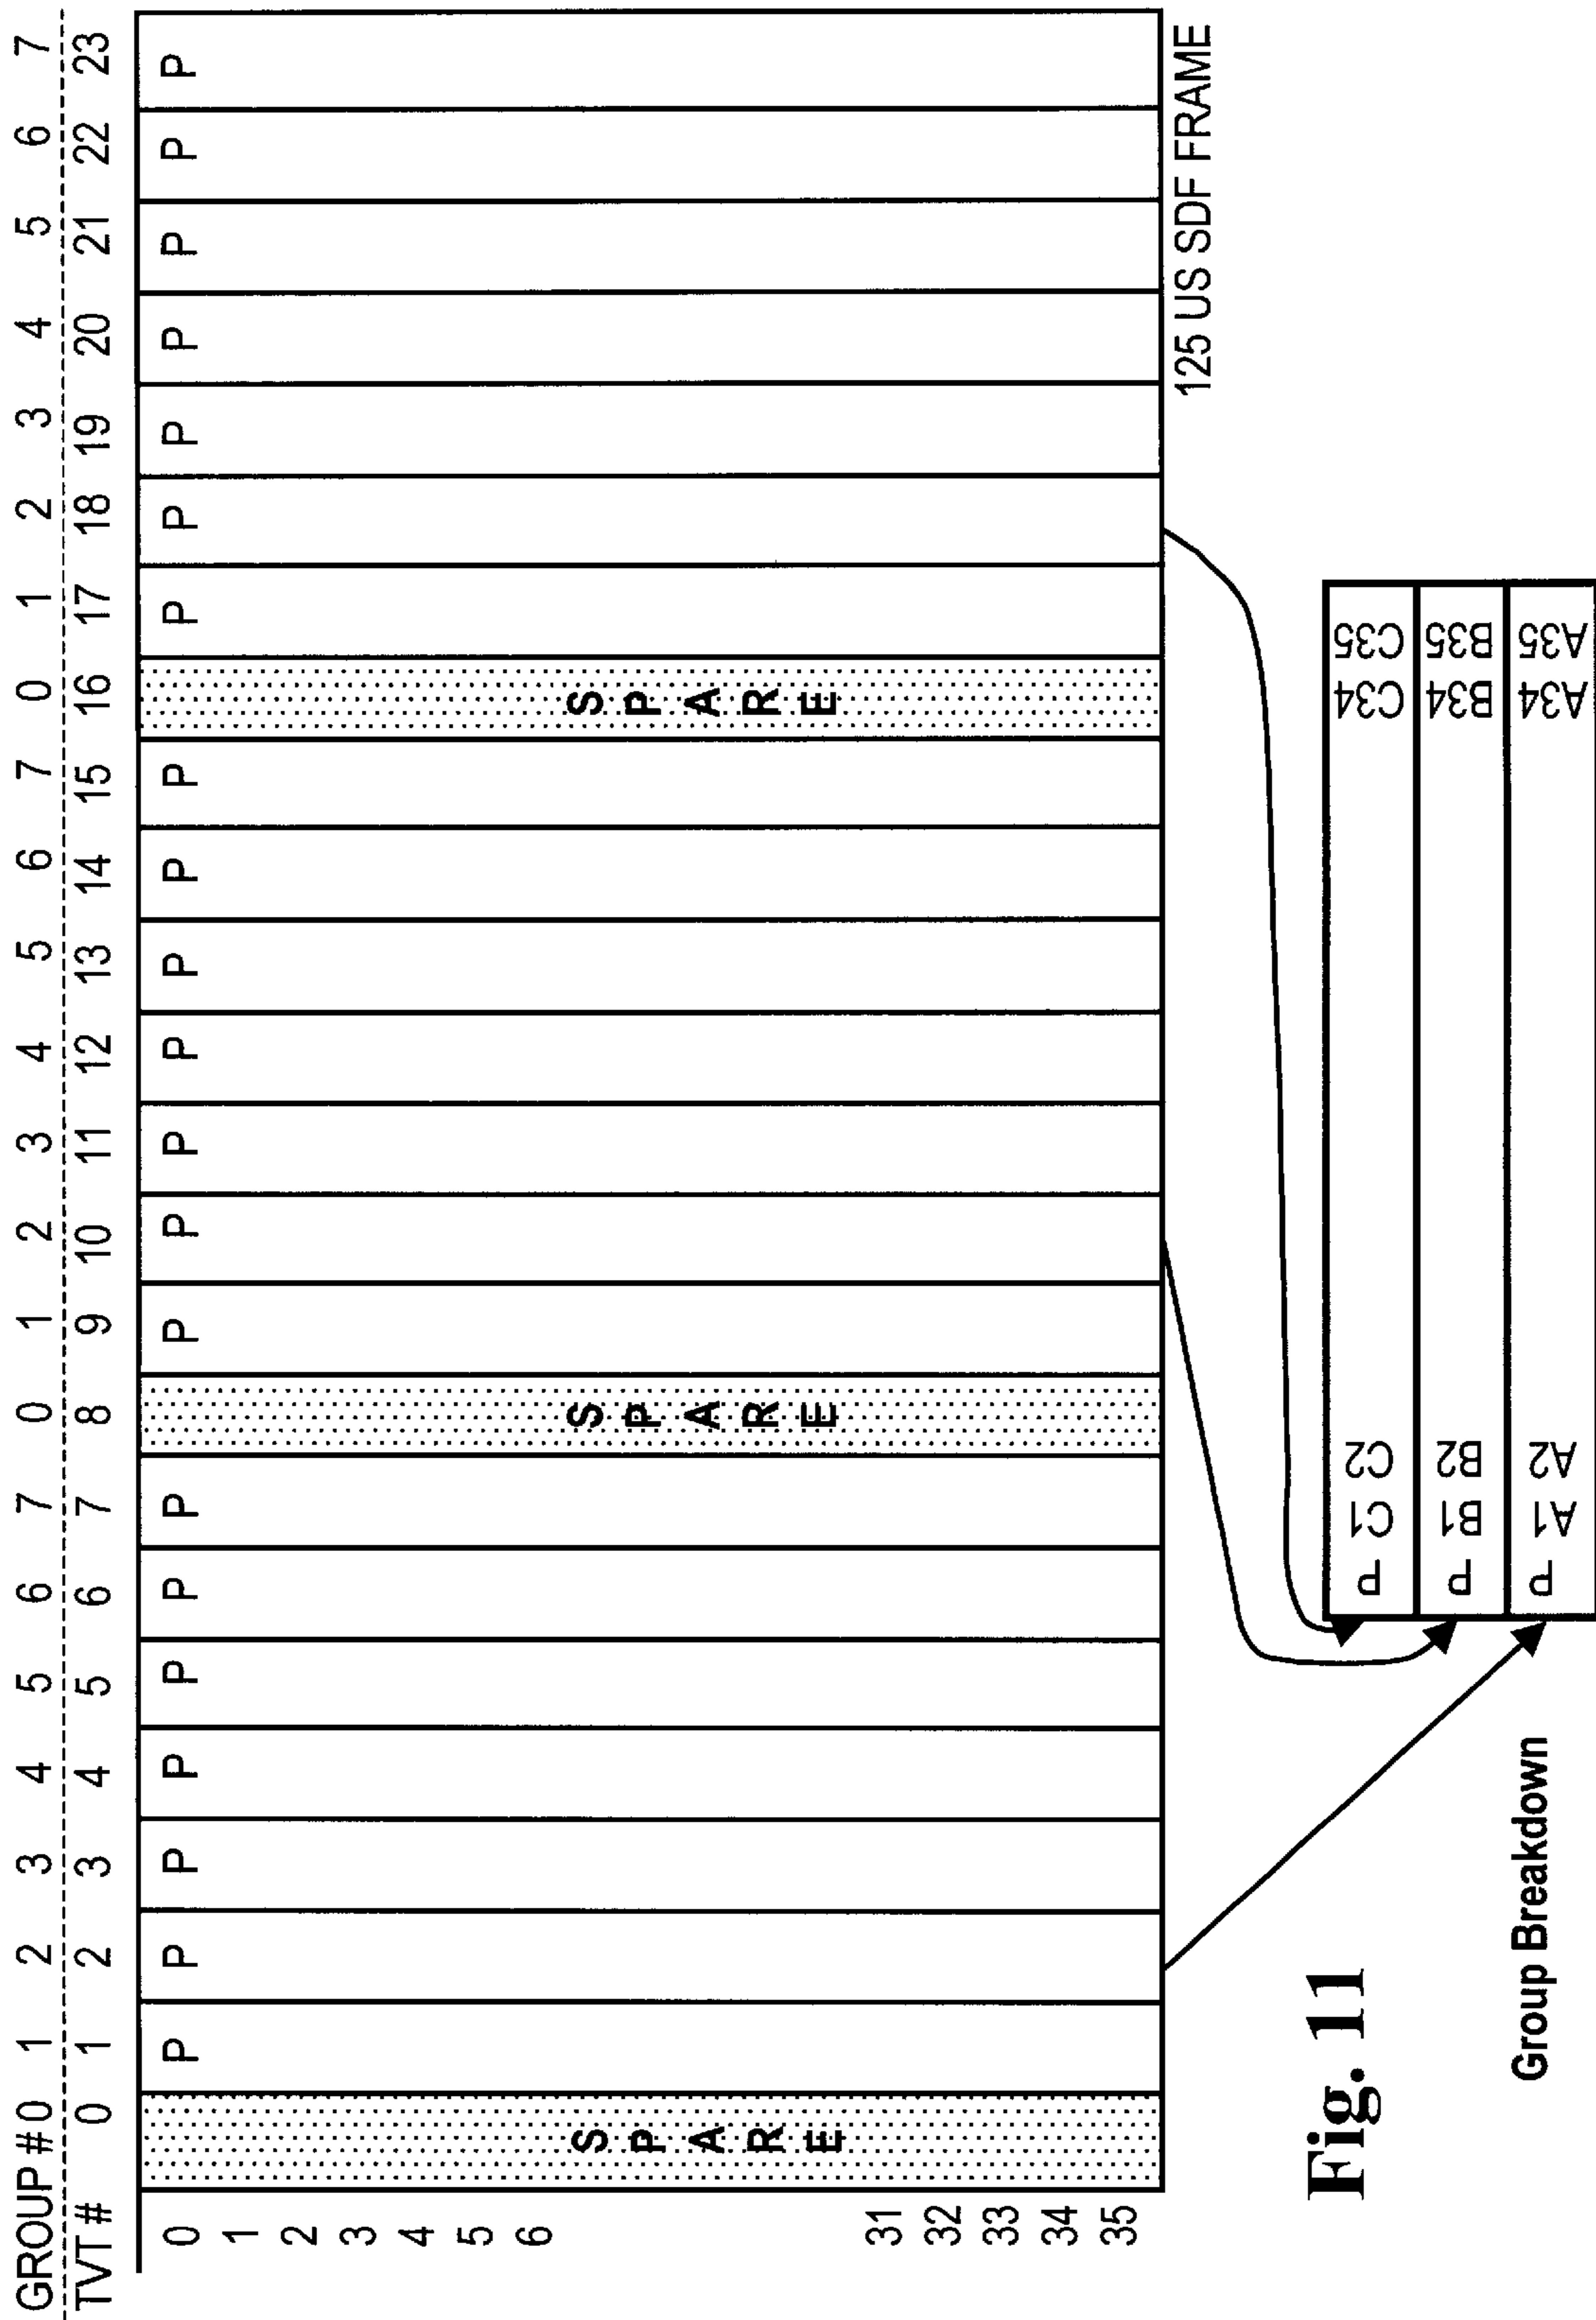 GROUP # 0 1 2 3 4 5 6 7 0 1 2 3 4 5 6 7 0 1 2 3 4 5 6 7
TVT # 0 1 2 3 4 5 6 7 8 9 10 11 12 13 14 15 16 17 18 19 20 21 22 23
0 P P P P P P P P P P P P P P P P P P P P P
1
2
3
4
5
6
SPARE SPARE SPARE
31
32
33
34
35
125 US SDF FRAME
Fig. 11
Group Breakdown
P C1 C2 C34 C35
P B1 B2 B34 B35
P A1 A2 A34 A35